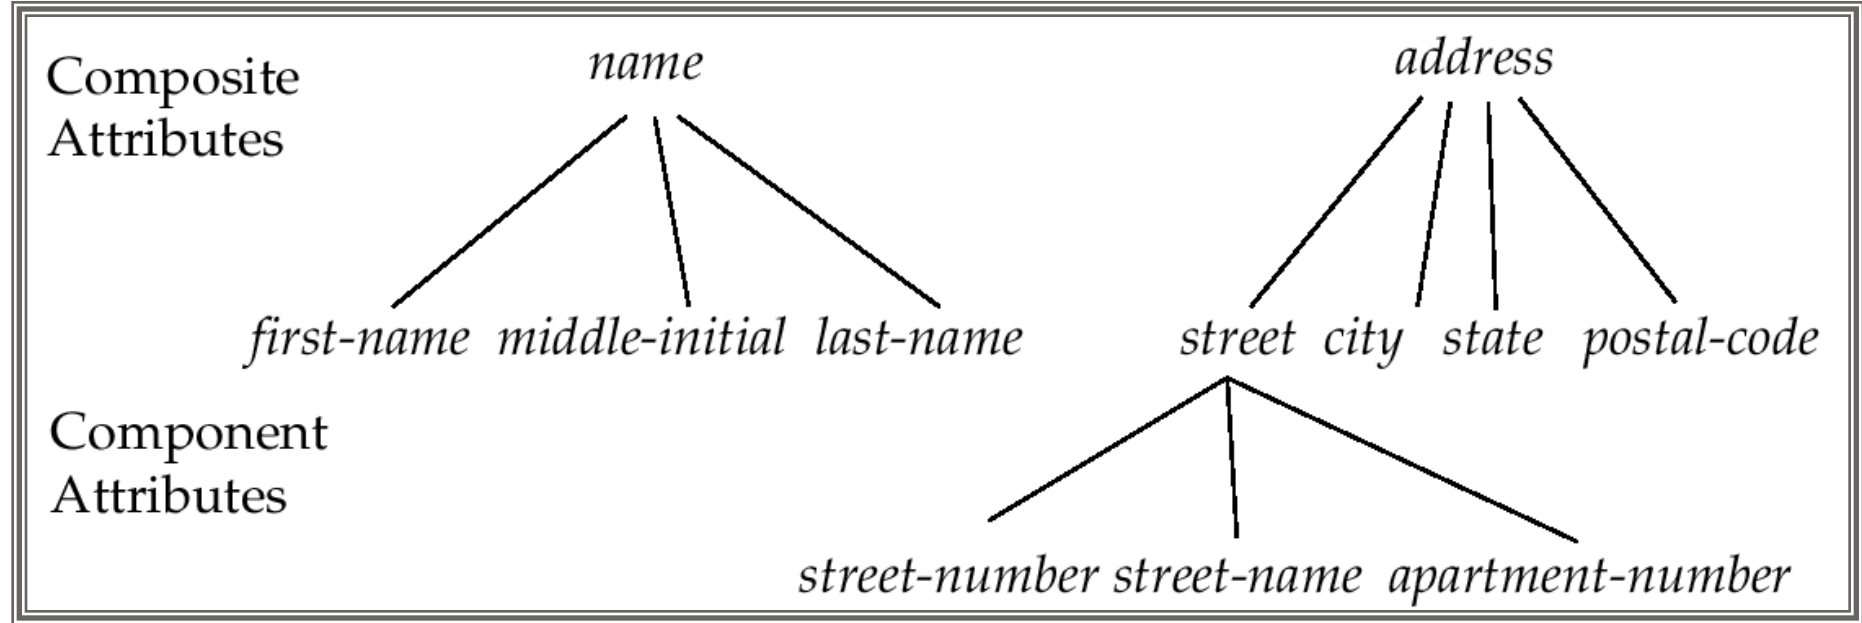 Composite
Attributes
name
address
first-name middle-initial last-name
street city state postal-code
Component
Attributes
street-number street-name apartment-number